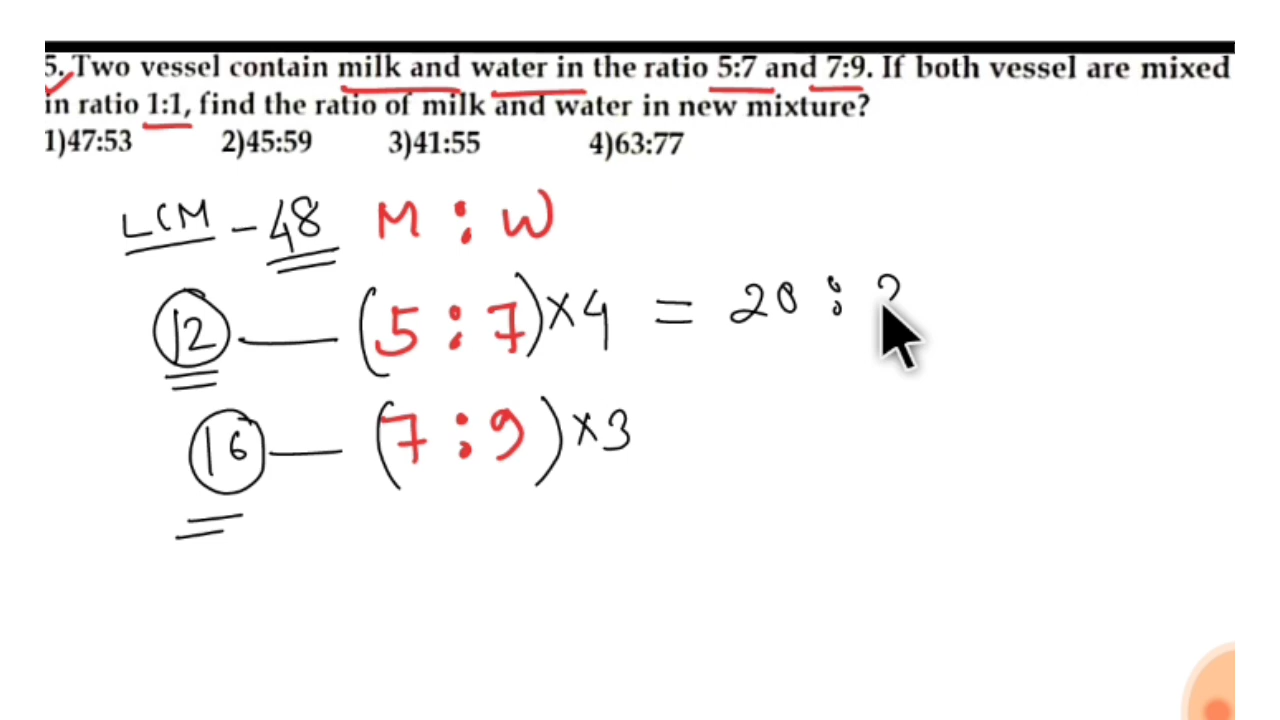 5. Two vessel contain milk and water in the ratio 5:7 and 7:9. If both vessel are mixed
in ratio 1:1, find the ratio of milk and water in new mixture?
1)47:53 2)45:59 3)41:55 4)63:77
LCM - 48 M : W
12 — (5 : 7) × 4 = 20 :
16 — (7 : 9) × 3